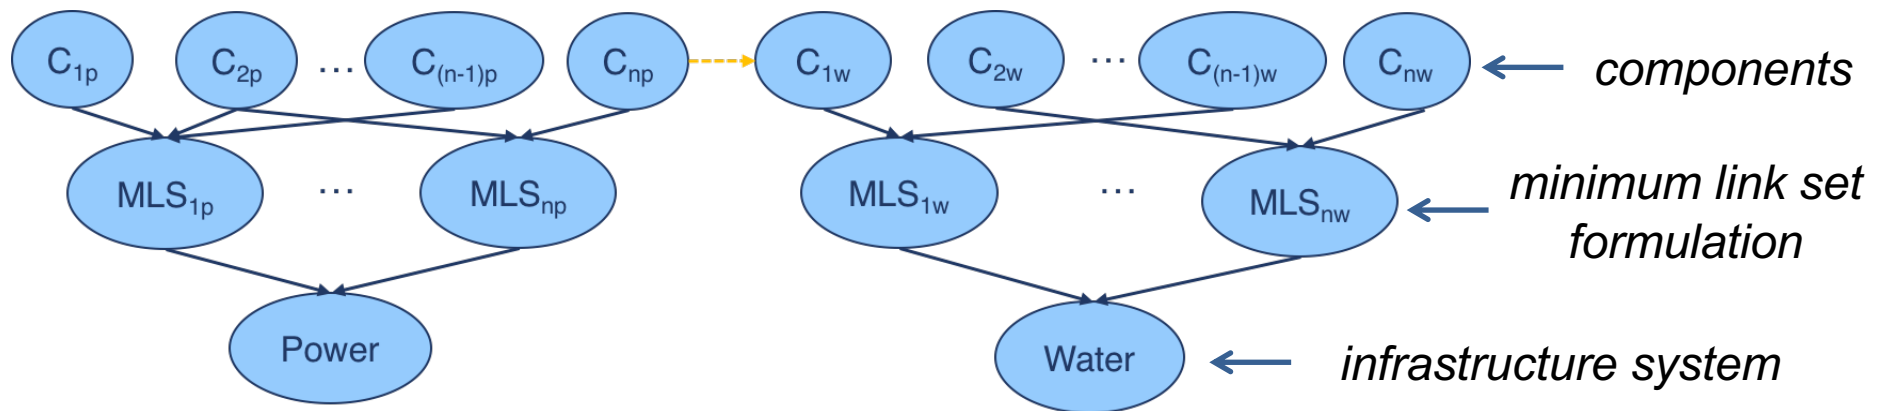 C1p C2p ... C(n-1)p Cnp C1w C2w ... C(n-1)w Cnw components
MLS1p ... MLSnp MLS1w ... MLSnw minimum link set
formulation
Power Water infrastructure system